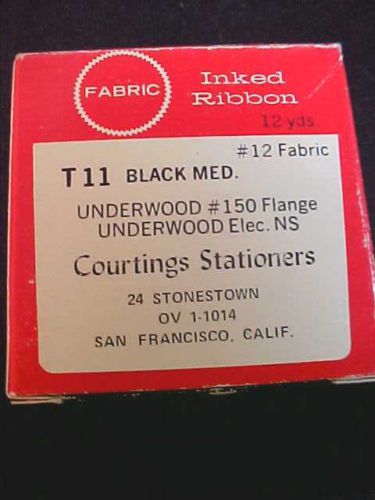 FABRIC
Inked
Ribbon
12 yds.
#12 Fabric
T11 BLACK MED.
UNDERWOOD #150 Flange
UNDERWOOD Elec. NS
Courtings Stationers
24 STONESTOWN
OV 1-1014
SAN FRANCISCO, CALIF.